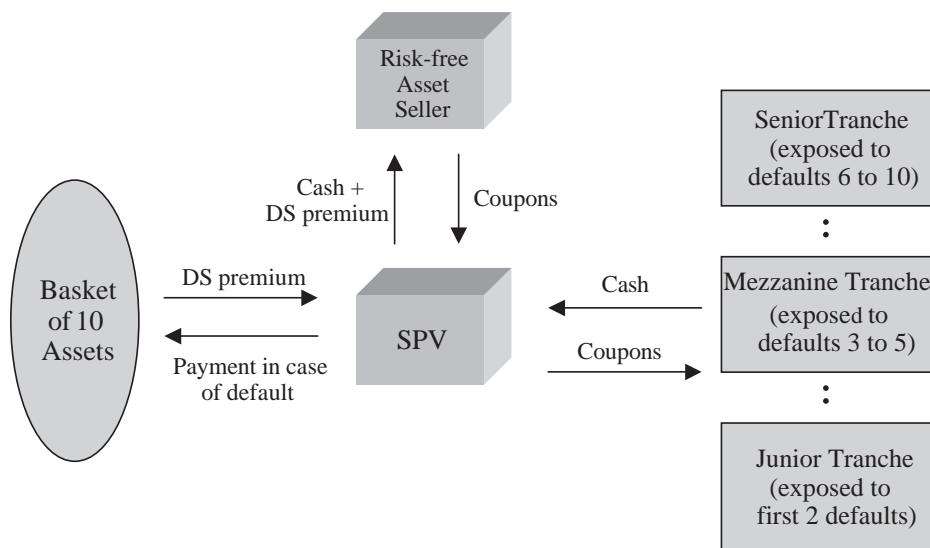 Risk-free
Asset
Seller
SeniorTranche
(exposed to
defaults 6 to 10)
Cash +
DS premium
Coupons
:
Basket
of 10
Assets
DS premium
Payment in case
of default
SPV
Cash
Coupons
Mezzanine Tranche
(exposed to
defaults 3 to 5)
:
Junior Tranche
(exposed to
first 2 defaults)